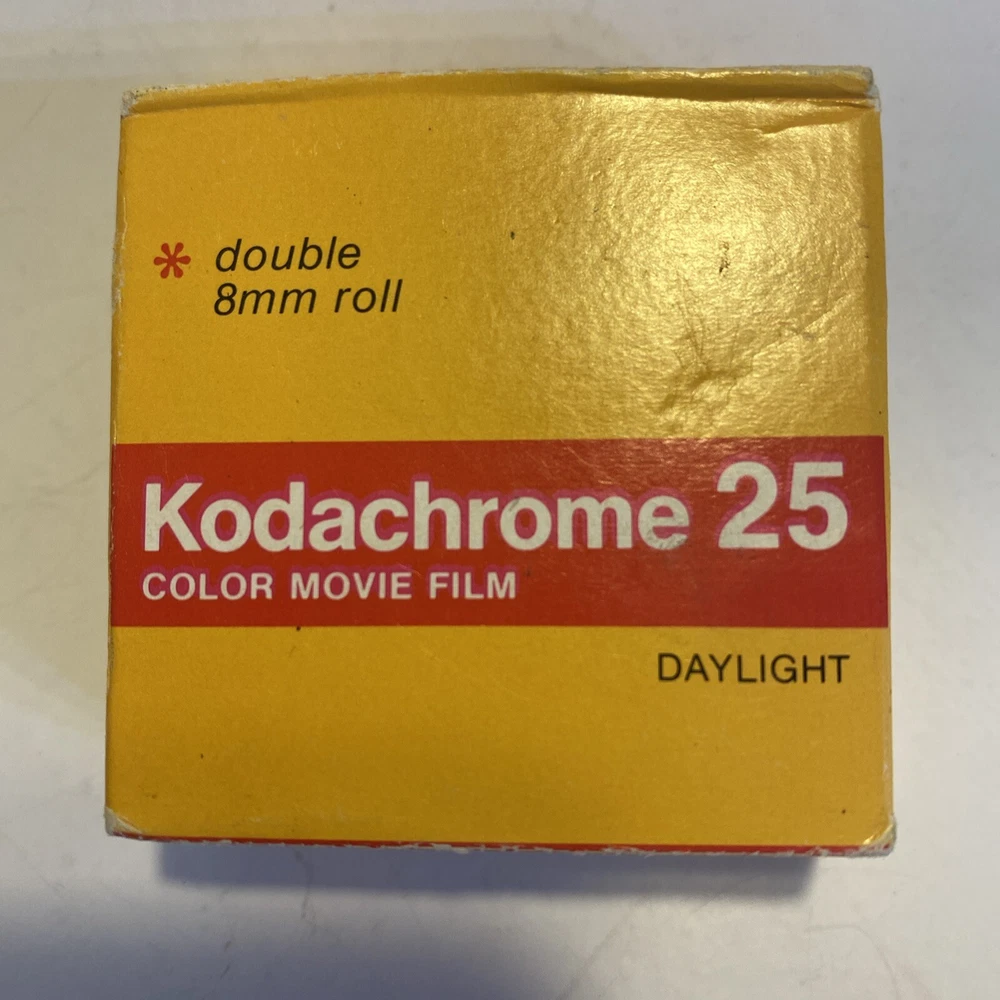 * double
8mm roll
Kodachrome 25
COLOR MOVIE FILM
DAYLIGHT